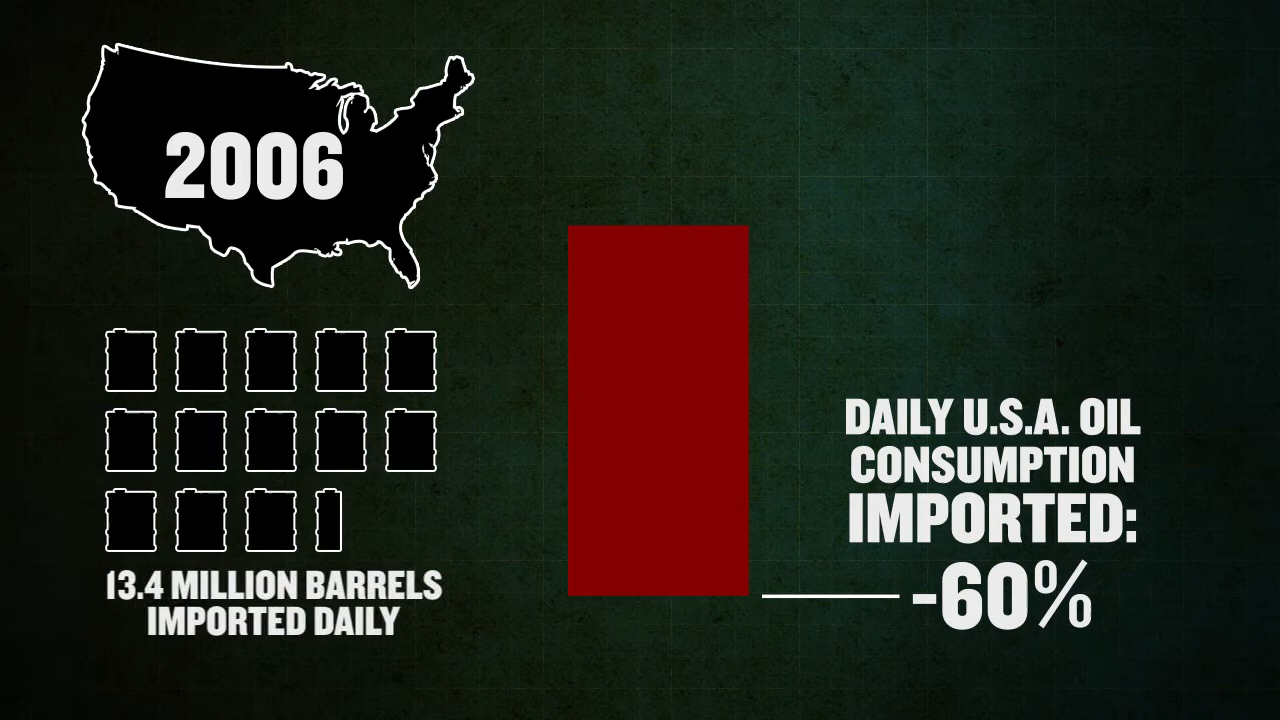 2006
13.4 MILLION BARRELS
IMPORTED DAILY
DAILY U.S.A. OIL
CONSUMPTION
IMPORTED:
-60%